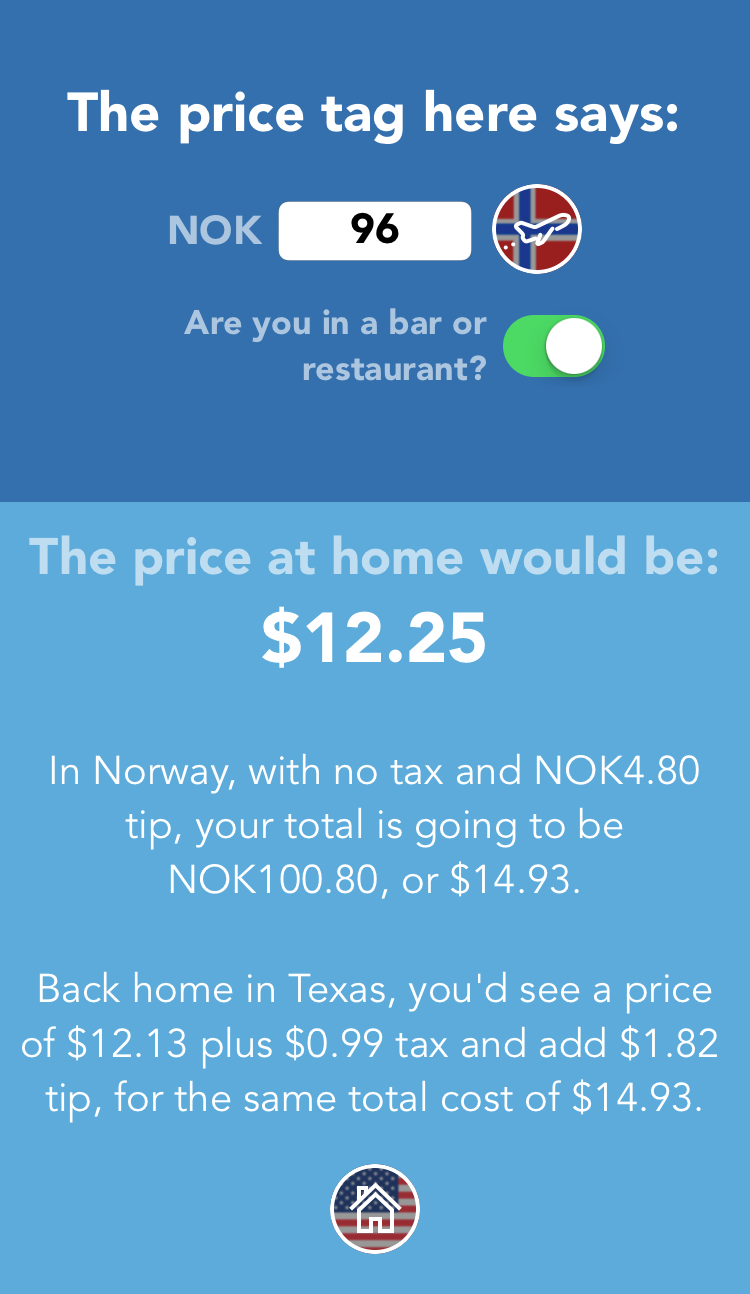 The price tag here says:
NOK 96
Are you in a bar or
restaurant?
The price at home would be:
$12.25
In Norway, with no tax and NOK4.80
tip, your total is going to be
NOK100.80, or $14.93.
Back home in Texas, you'd see a price
of $12.13 plus $0.99 tax and add $1.82
tip, for the same total cost of $14.93.